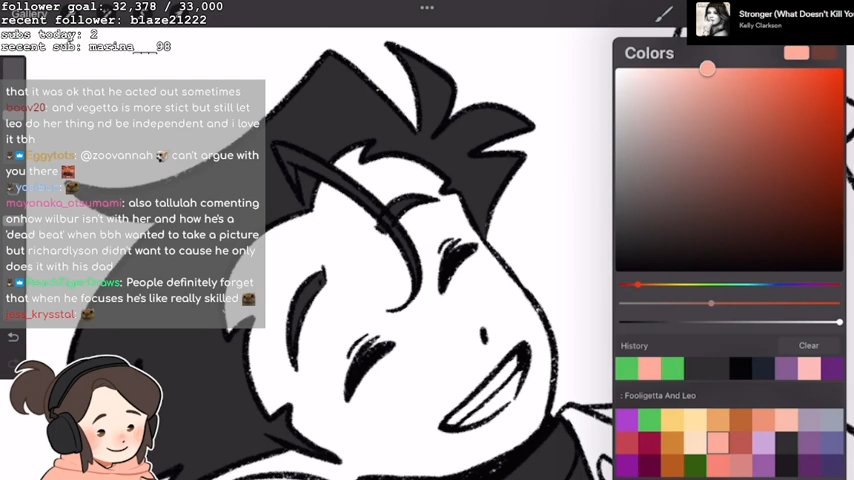 follower goal: 32,378 / 33,000
recent follower: blaze21222
subs today: 2
recent sub: marina___98
Stronger (What Doesn't Kill Yo
Kelly Clarkson
Colors
that it was ok that he acted out sometimes
: and vegetta is more stict but still let
leo do her thing nd be independent and i love
it tbh
Eggytots: @zoovannah can't argue with
you there
mayonaka_atsumami: also tallulah comenting
onhow wilbur isn't with her and how he's a
'dead beat' when bbh wanted to take a picture
but richardlyson didn't want to cause he only
does it with his dad
: People definitely forget
that when he focuses he's like really skilled
jess_krysstal:
History
Clear
: Fooligetta And Leo